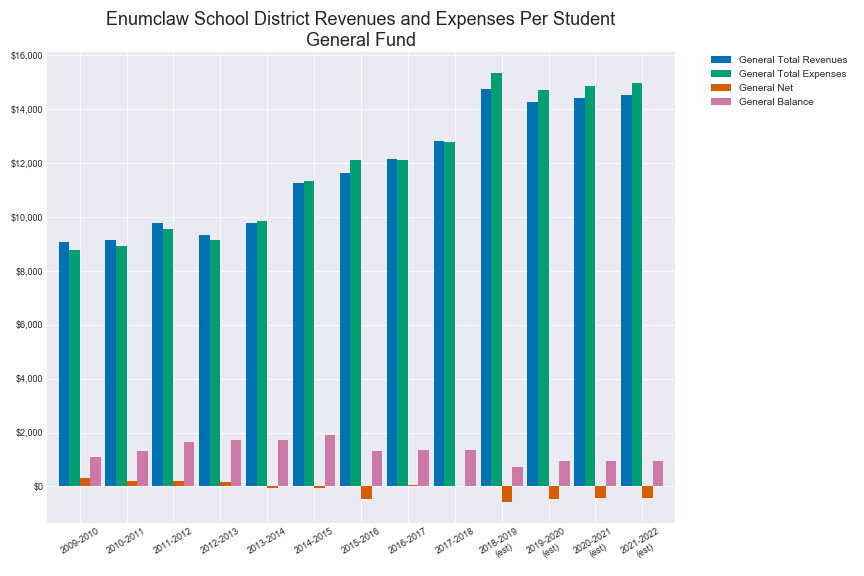 Enumclaw School District Revenues and Expenses Per Student
General Fund
$16,000
$14,000
$12,000
$10,000
$8,000
$6,000
$4,000
$2,000
$0
General Total Revenues
General Total Expenses
General Net
General Balance
2009-2010
2010-2011
2011-2012
2012-2013
2013-2014
2014-2015
2015-2016
2016-2017
2017-2018
2018-2019
(est)
2019-2020
(est)
2020-2021
(est)
2021-2022
(est)